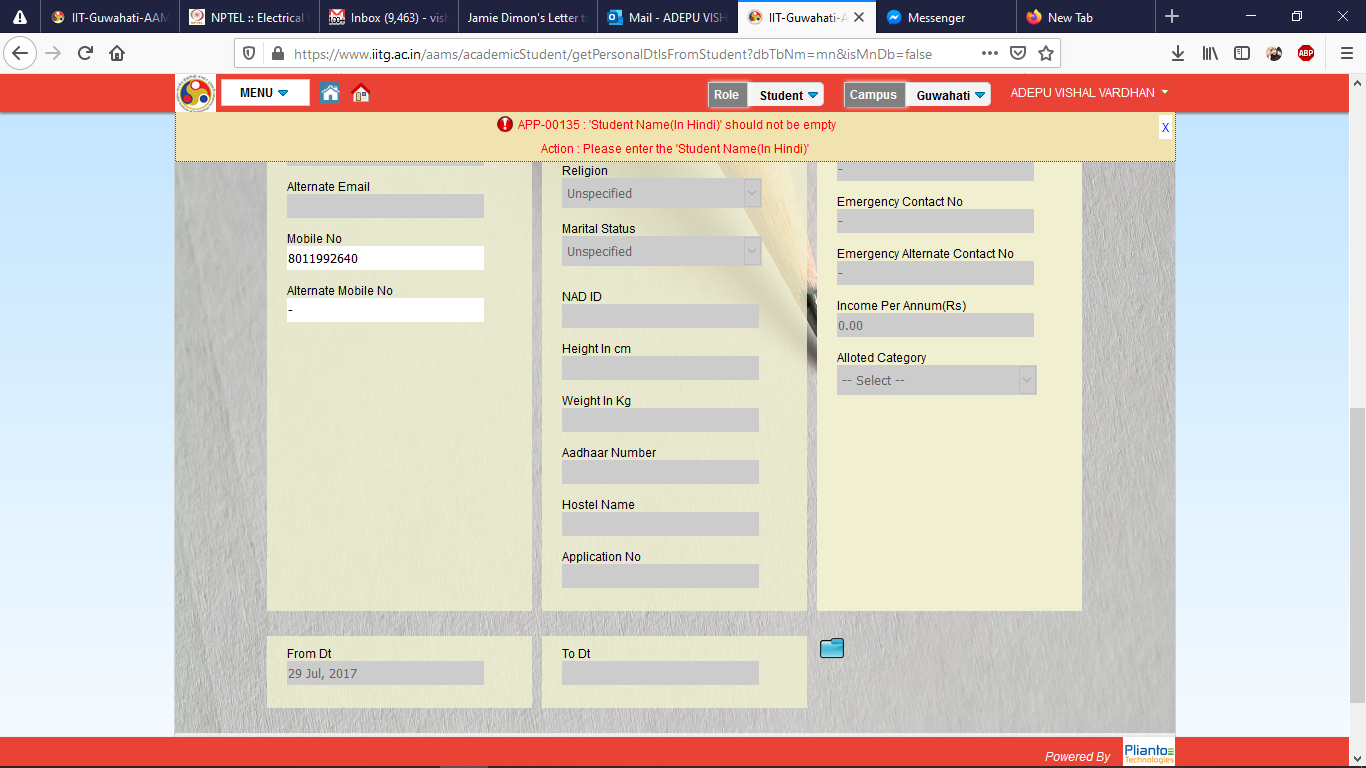 IIT-Guwahati-AAM
NPTEL :: Electrical
Inbox (9,463) - vis
Jamie Dimon's Letter t
Mail - ADEPU VISH
IIT-Guwahati-A
Messenger
New Tab
https://www.iitg.ac.in/aams/academicStudent/getPersonalDtlsFromStudent?dbTbNm=mn&isMnDb=false
ABP
MENU
Role Student
Campus Guwahati
ADEPU VISHAL VARDHAN
APP-00135 : 'Student Name(In Hindi)' should not be empty
X
Action : Please enter the 'Student Name(In Hindi)'
Alternate Email
Mobile No
8011992640
Alternate Mobile No
-
Religion
Unspecified
Marital Status
Unspecified
NAD ID
Height In cm
Weight In Kg
Aadhaar Number
Hostel Name
Application No
-
Emergency Contact No
-
Emergency Alternate Contact No
-
Income Per Annum(Rs)
0.00
Alloted Category
-- Select --
From Dt
29 Jul, 2017
To Dt
Powered By
Plianto
Technologies